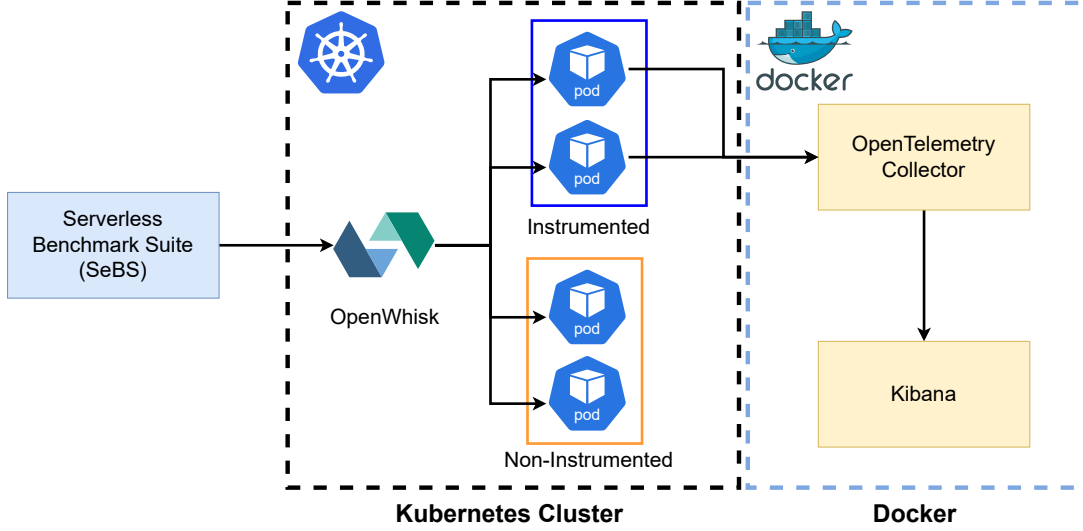 docker
pod
pod
Instrumented
OpenTelemetry
Collector
Serverless
Benchmark Suite
(SeBS)
OpenWhisk
pod
pod
Non-Instrumented
Kibana
Kubernetes Cluster
Docker